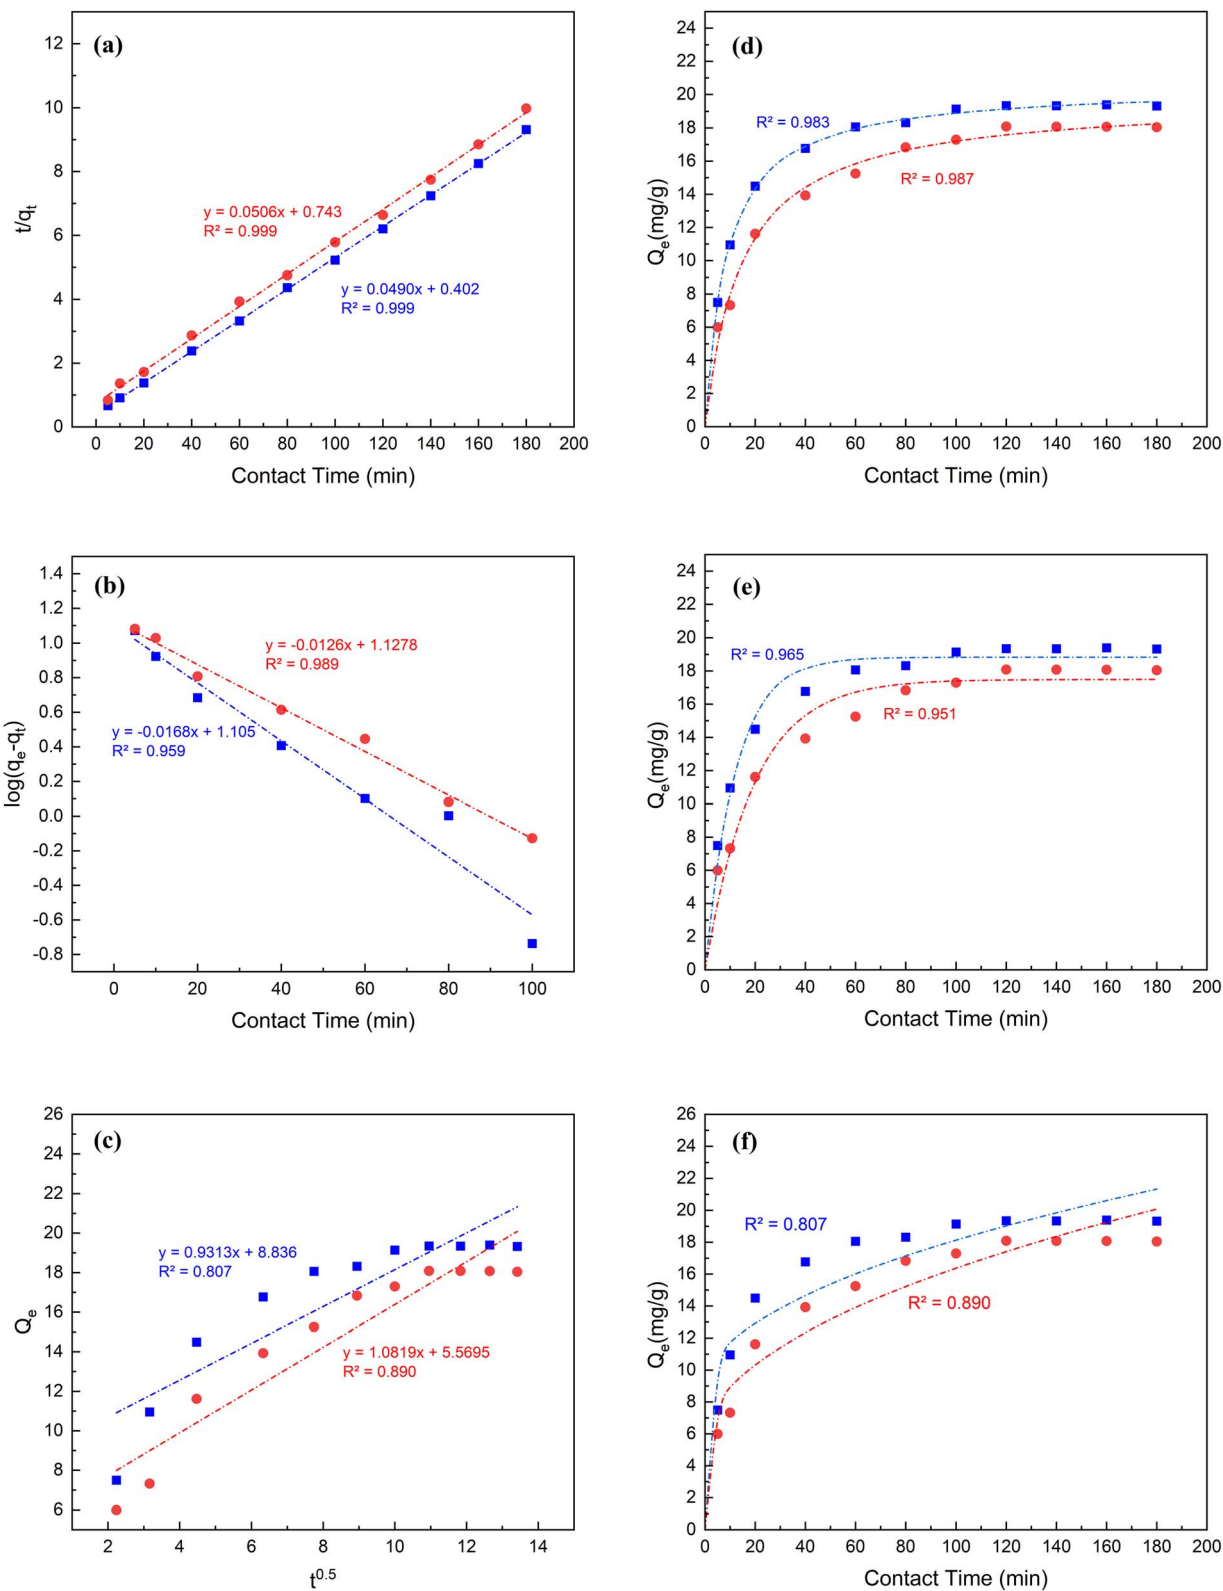 (a)
12
10
8
6
4
2
0
t/qt
y = 0.0506x + 0.743
R² = 0.999
y = 0.0490x + 0.402
R² = 0.999
0 20 40 60 80 100 120 140 160 180 200
Contact Time (min)
(d)
24
22
20
18
16
14
12
10
8
6
4
2
0
Qe(mg/g)
R² = 0.983
R² = 0.987
0 20 40 60 80 100 120 140 160 180 200
Contact Time (min)
(b)
1.4
1.2
1.0
0.8
0.6
0.4
0.2
0.0
-0.2
-0.4
-0.6
-0.8
log(qe-qt)
y = -0.0126x + 1.1278
R² = 0.989
y = -0.0168x + 1.105
R² = 0.959
0 20 40 60 80 100
Contact Time (min)
(e)
24
22
20
18
16
14
12
10
8
6
4
2
0
Qe(mg/g)
R² = 0.965
R² = 0.951
0 20 40 60 80 100 120 140 160 180 200
Contact Time (min)
(c)
26
24
22
20
18
16
14
12
10
8
6
Qe
y = 0.9313x + 8.836
R² = 0.807
y = 1.0819x + 5.5695
R² = 0.890
2 4 6 8 10 12 14
t0.5
(f)
26
24
22
20
18
16
14
12
10
8
6
4
2
0
Qe(mg/g)
R² = 0.807
R² = 0.890
0 20 40 60 80 100 120 140 160 180 200
Contact Time (min)